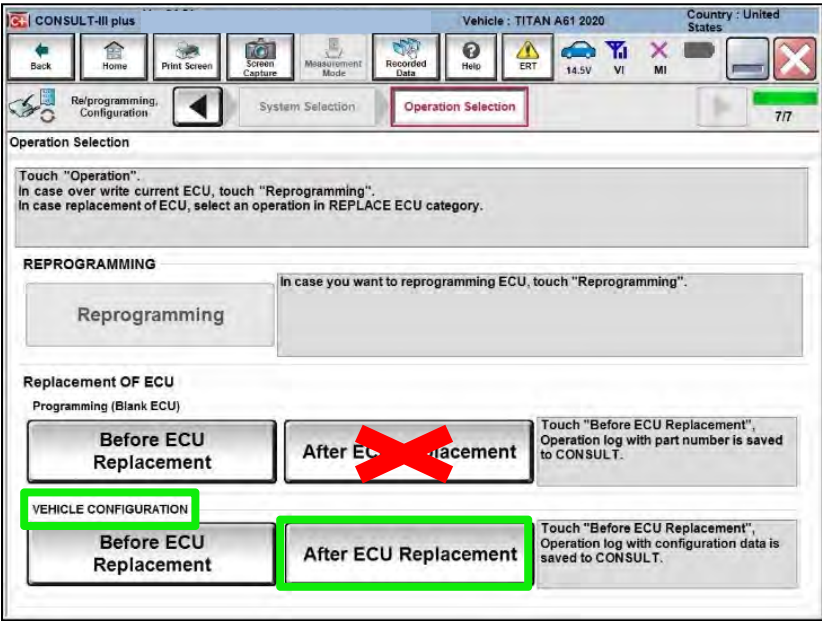 CONSULT-III plus
Vehicle : TITAN A61 2020
Country : United States
Back
Home
Print Screen
Screen Capture
Measurement Mode
Recorded Data
Help
ERT
14.5V
VI
MI
Re/programming, Configuration
System Selection
Operation Selection
7/7
Operation Selection
Touch "Operation".
In case over write current ECU, touch "Reprogramming".
In case replacement of ECU, select an operation in REPLACE ECU category.
REPROGRAMMING
Reprogramming
In case you want to reprogramming ECU, touch "Reprogramming".
Replacement OF ECU
Programming (Blank ECU)
Before ECU
Replacement
After EC lacement
Touch "Before ECU Replacement",
Operation log with part number is saved
to CONSULT.
VEHICLE CONFIGURATION
Before ECU
Replacement
After ECU Replacement
Touch "Before ECU Replacement",
Operation log with configuration data is
saved to CONSULT.